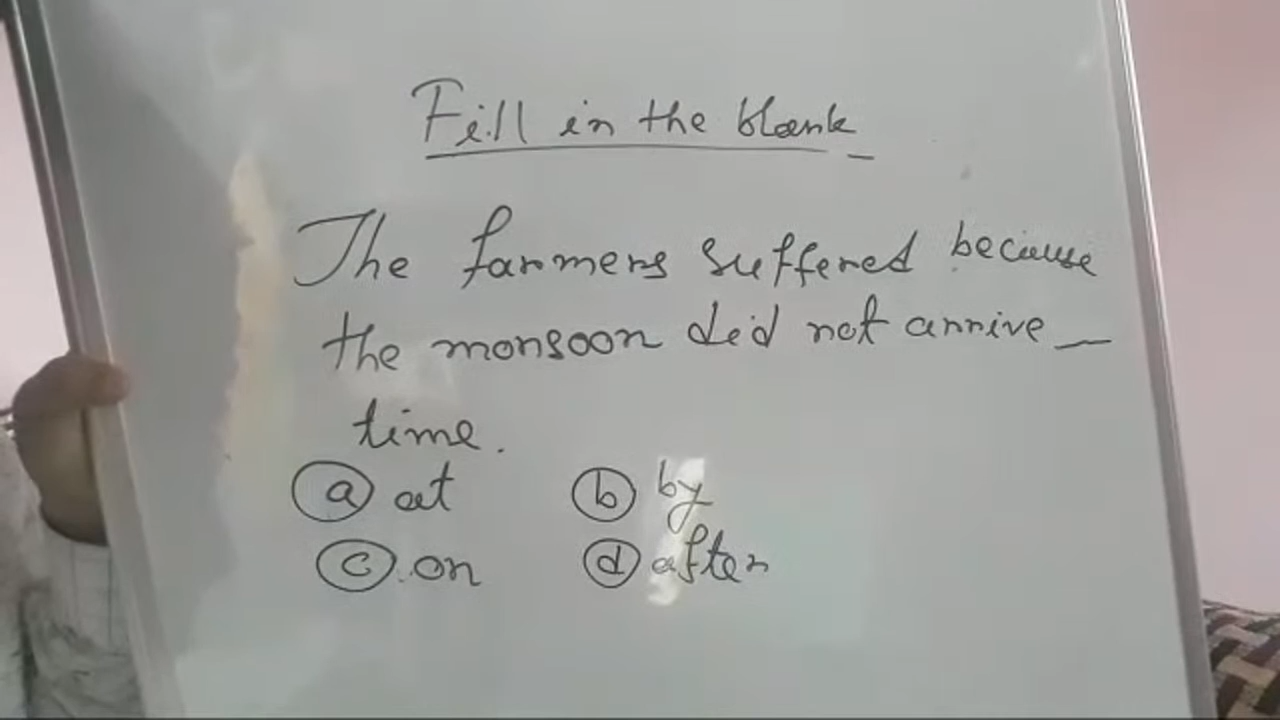 Fill in the blank
The farmers suffered because
the monsoon did not arrive _
time.
a at b by
c on d after